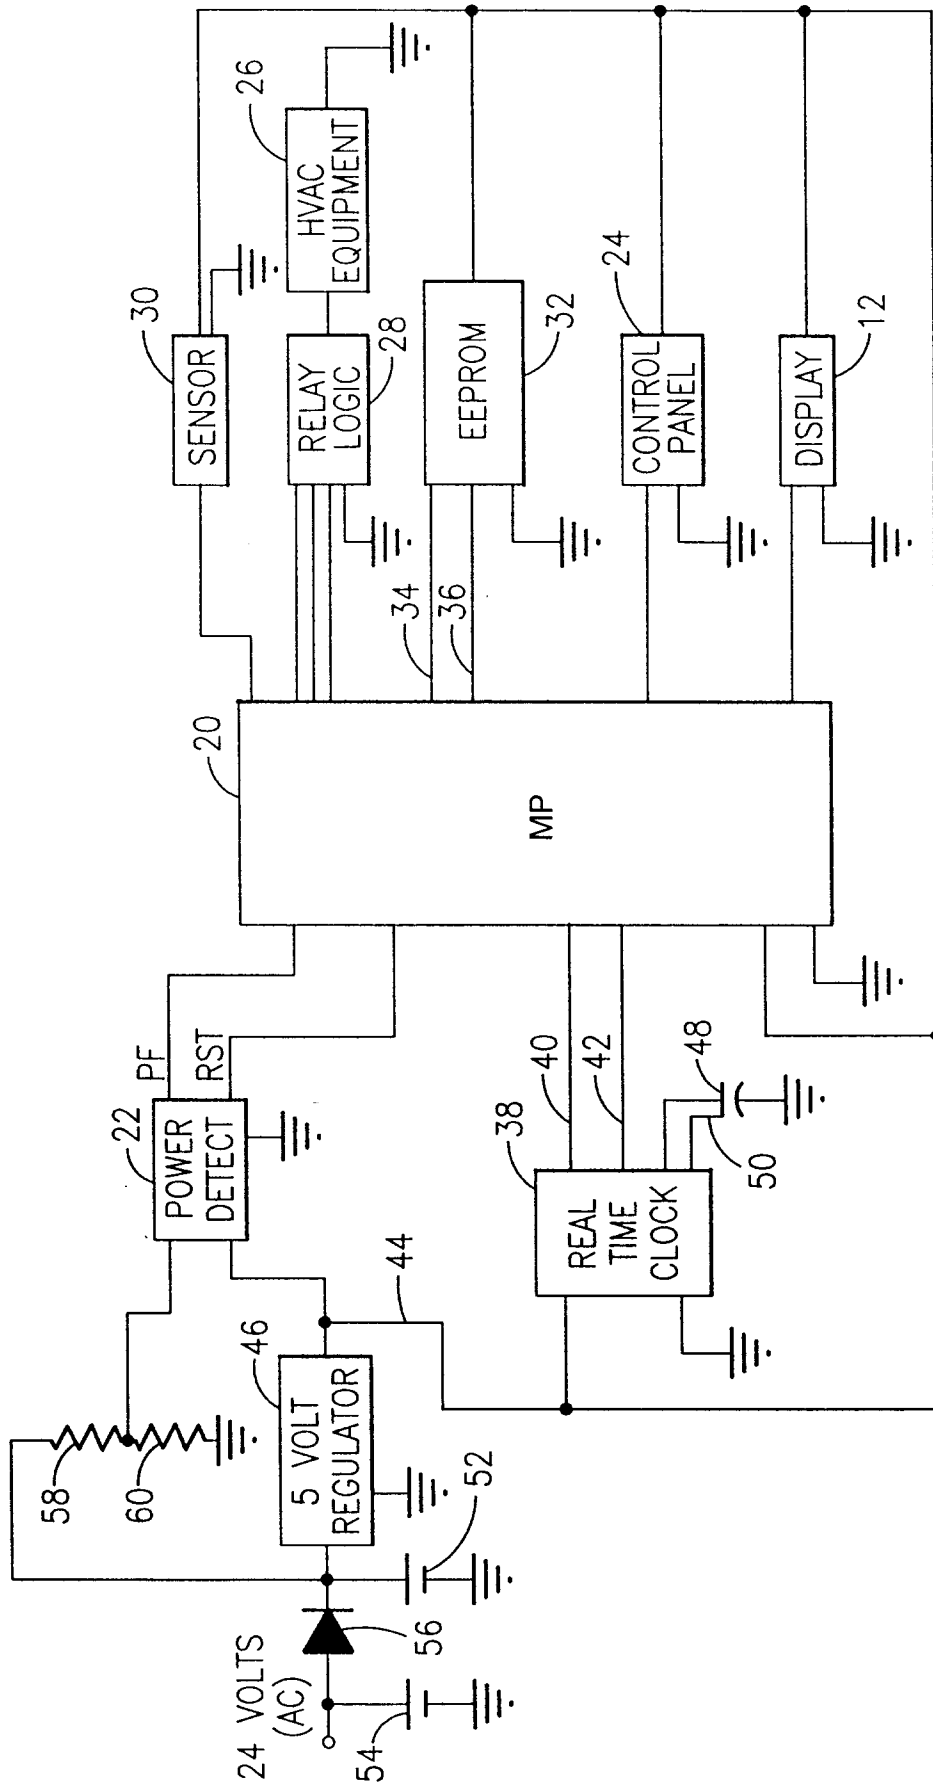 24 VOLTS
(AC)
54
56
52
58
60
5 VOLT
REGULATOR
46
44
POWER
DETECT
22
PF
RST
REAL
TIME
CLOCK
38
40
42
48
50
MP
20
34
36
SENSOR
30
RELAY
LOGIC
28
HVAC
EQUIPMENT
26
EEPROM
32
CONTROL
PANEL
24
DISPLAY
12